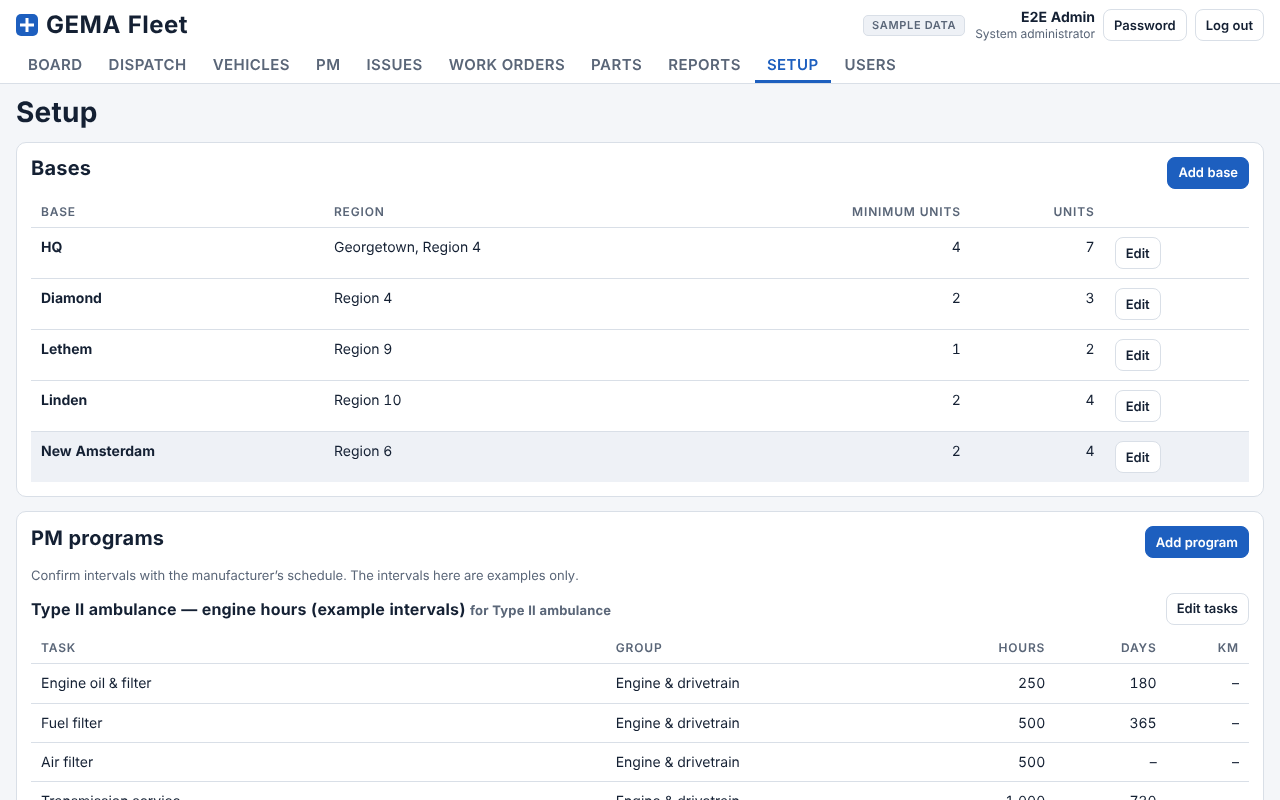 GEMA Fleet
SAMPLE DATA
E2E Admin
System administrator
Password
Log out
BOARD DISPATCH VEHICLES PM ISSUES WORK ORDERS PARTS REPORTS SETUP USERS
Setup
Bases
Add base
BASE REGION MINIMUM UNITS UNITS
HQ Georgetown, Region 4 4 7 Edit
Diamond Region 4 2 3 Edit
Lethem Region 9 1 2 Edit
Linden Region 10 2 4 Edit
New Amsterdam Region 6 2 4 Edit
PM programs
Add program
Confirm intervals with the manufacturer’s schedule. The intervals here are examples only.
Type II ambulance — engine hours (example intervals) for Type II ambulance
Edit tasks
TASK GROUP HOURS DAYS KM
Engine oil & filter Engine & drivetrain 250 180 –
Fuel filter Engine & drivetrain 500 365 –
Air filter Engine & drivetrain 500 – –